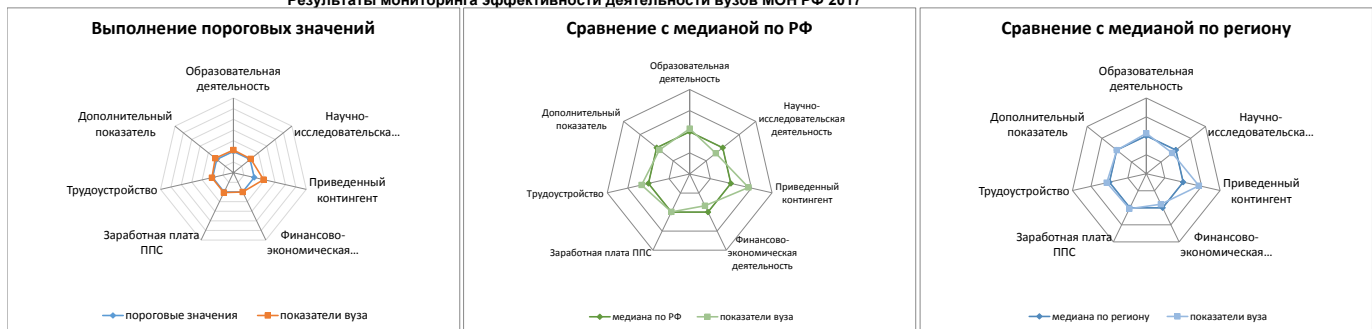 Результаты мониторинга эффективности деятельности вузов МОН РФ 2017
Выполнение пороговых значений
Образовательная
деятельность
Научно-
исследовательска…
Приведенный
контингент
Финансово-
экономическая…
Заработная плата
ППС
Трудоустройство
Дополнительный
показатель
пороговые значения
показатели вуза
Сравнение с медианой по РФ
Образовательная
деятельность
Научно-
исследовательская
деятельность
Приведенный
контингент
Финансово-
экономическая
деятельность
Заработная плата ППС
Трудоустройство
Дополнительный
показатель
медиана по РФ
показатели вуза
Сравнение с медианой по региону
Образовательная
деятельность
Научно-
исследовательска…
Приведенный
контингент
Финансово-
экономическая…
Заработная плата
ППС
Трудоустройство
Дополнительный
показатель
медиана по региону
показатели вуза